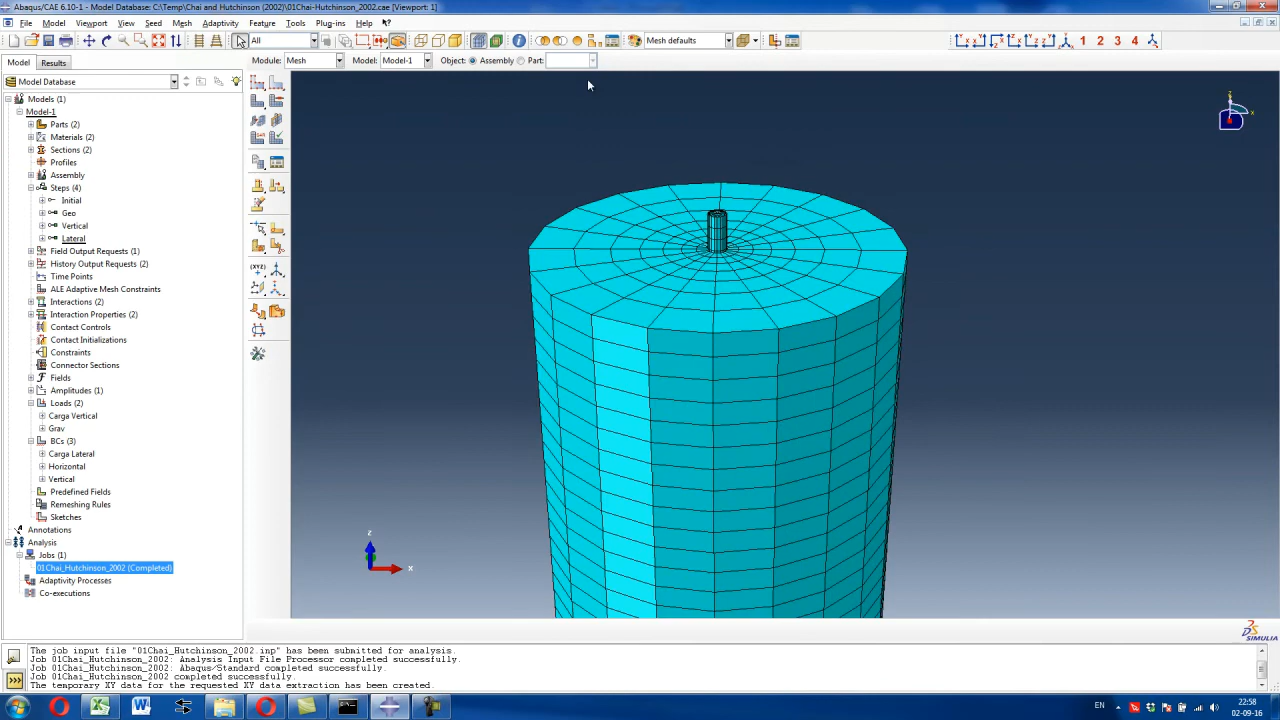 Abaqus/CAE 6.10-1 - Model Database: C:\Temp\Chai and Hutchinson (2002)\01Chai-Hutchinson_2002.cae [Viewport: 1]
File Model Viewport View Seed Mesh Adaptivity Feature Tools Plug-ins Help
All Mesh defaults 1 2 3 4
Model Results Module: Mesh Model: Model-1 Object: Assembly Part:
Model Database
Models (1)
Model-1
Parts (2)
Materials (2)
Sections (2)
Profiles
Assembly
Steps (4)
Initial
Geo
Vertical
Lateral
Field Output Requests (1)
History Output Requests (2)
Time Points
ALE Adaptive Mesh Constraints
Interactions (2)
Interaction Properties (2)
Contact Controls
Contact Initializations
Constraints
Connector Sections
Fields
Amplitudes (1)
Loads (2)
Carga Vertical
Grav
BCs (3)
Carga Lateral
Horizontal
Vertical
Predefined Fields
Remeshing Rules
Sketches
Annotations
Analysis
Jobs (1)
01Chai_Hutchinson_2002 (Completed)
Adaptivity Processes
Co-executions
(XYZ)
Z
X
Z
X
SIMULIA
The job input file "01Chai_Hutchinson_2002.inp" has been submitted for analysis.
Job 01Chai_Hutchinson_2002: Analysis Input File Processor completed successfully.
Job 01Chai_Hutchinson_2002: Abaqus/Standard completed successfully.
Job 01Chai_Hutchinson_2002 completed successfully.
The temporary XY data for the requested XY data extraction has been created.
EN
22:58
02-09-16